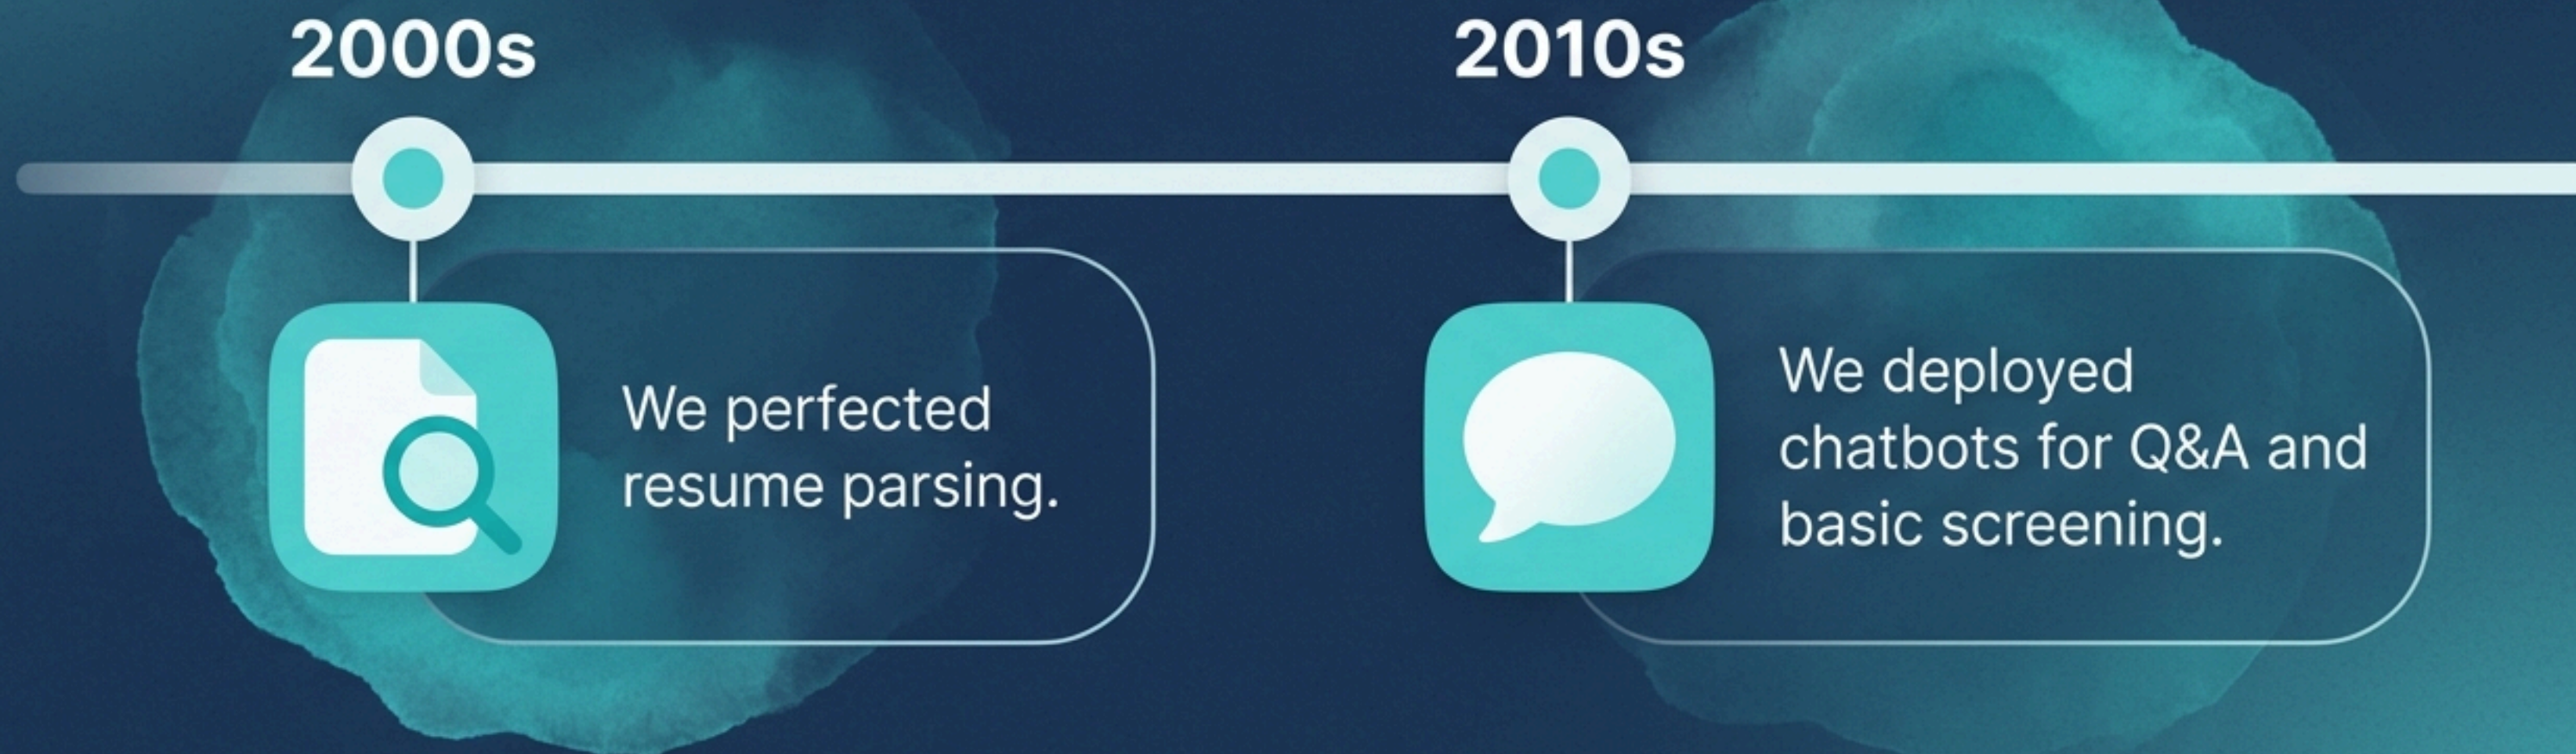 2000s
We perfected
resume parsing.
2010s
We deployed
chatbots for Q&A and
basic screening.